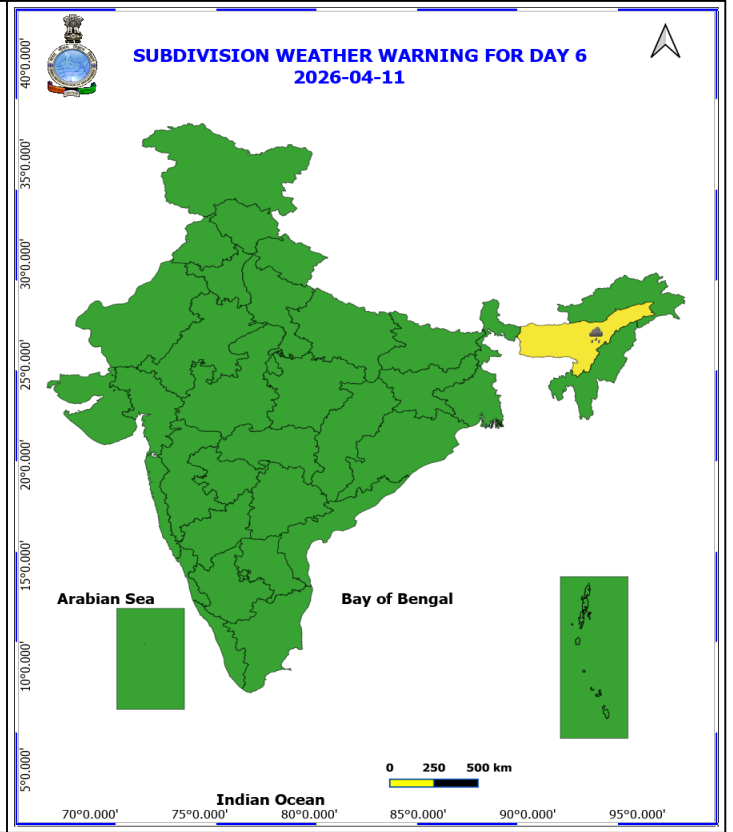 SUBDIVISION WEATHER WARNING FOR DAY 6
2026-04-11
40°0.000'
35°0.000'
30°0.000'
25°0.000'
20°0.000'
15°0.000'
10°0.000'
5°0.000'
Arabian Sea
Bay of Bengal
0 250 500 km
Indian Ocean
70°0.000' 75°0.000' 80°0.000' 85°0.000' 90°0.000' 95°0.000'